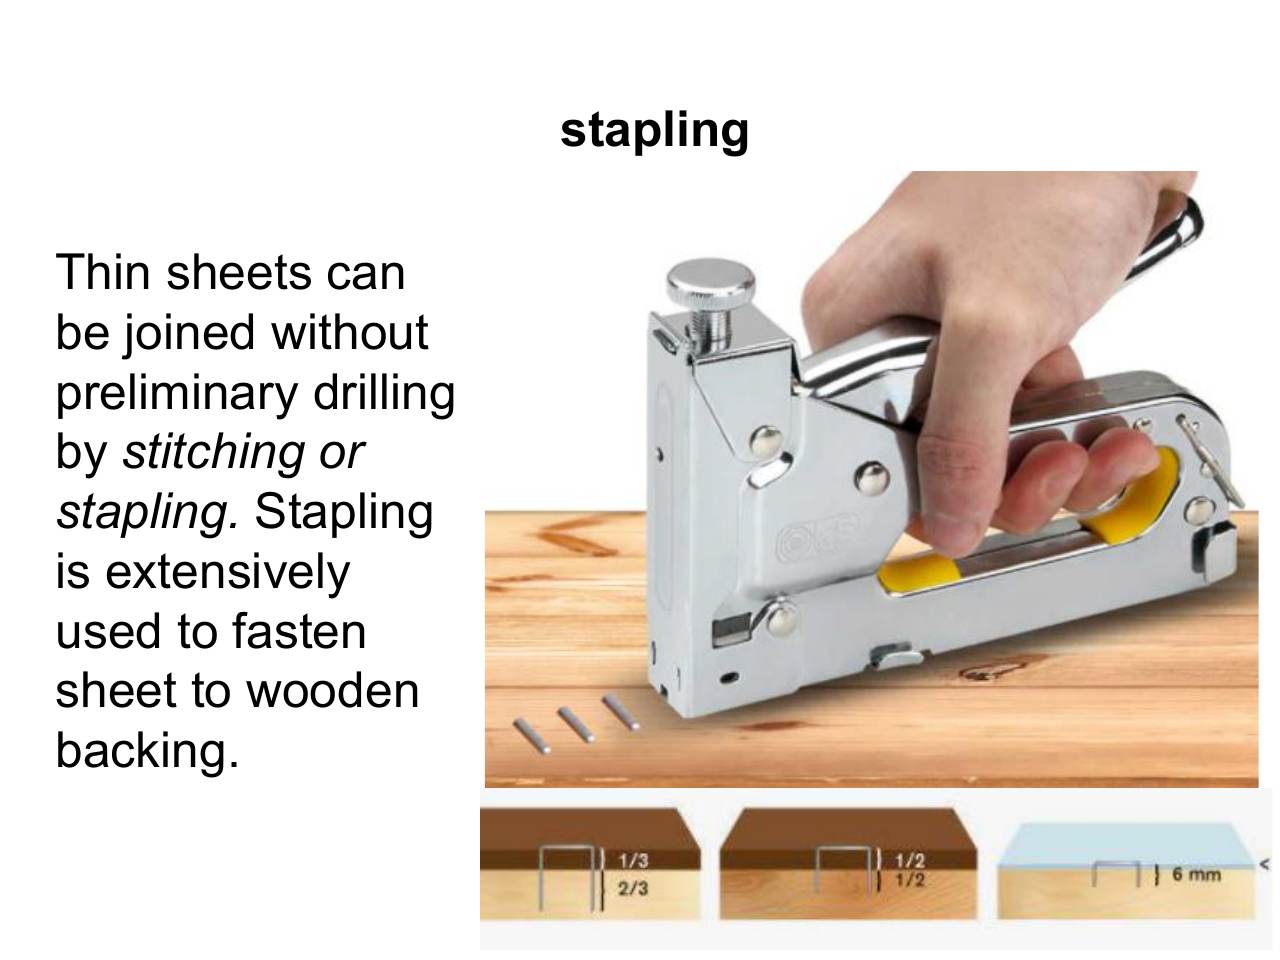 stapling
Thin sheets can
be joined without
preliminary drilling
by stitching or
stapling. Stapling
is extensively
used to fasten
sheet to wooden
backing.
1/3
2/3
1/2
1/2
6 mm
<